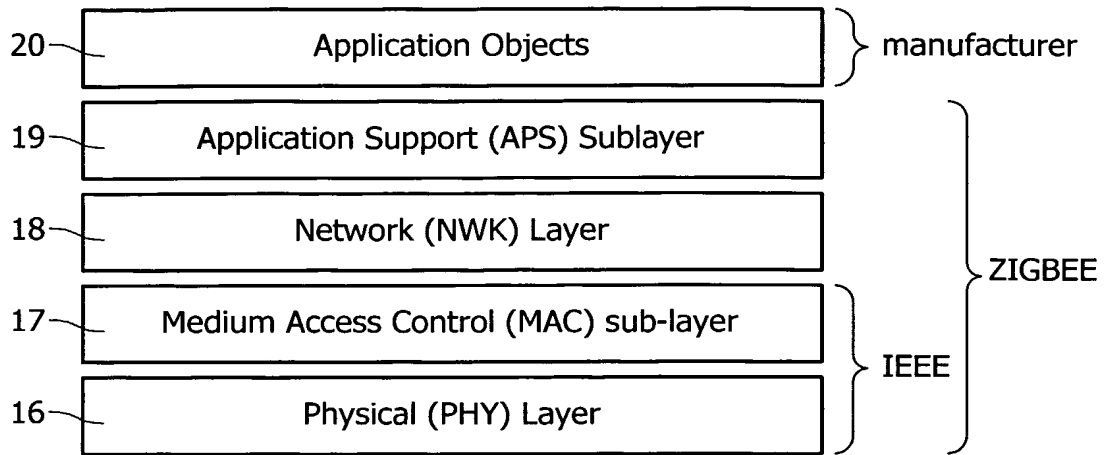 20 Application Objects manufacturer
19 Application Support (APS) Sublayer
18 Network (NWK) Layer
ZIGBEE
17 Medium Access Control (MAC) sub-layer
IEEE
16 Physical (PHY) Layer